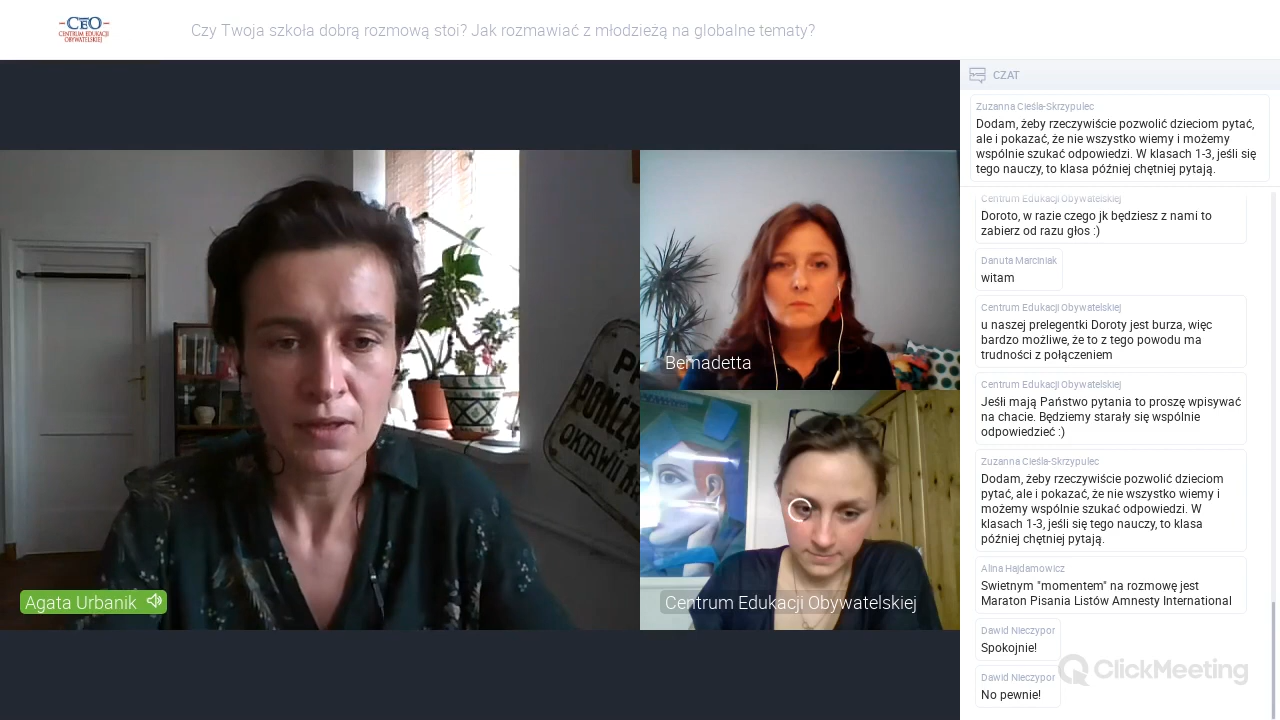 CEO
CENTRUM EDUKACJI
OBYWATELSKIEJ
Czy Twoja szkoła dobrą rozmową stoi? Jak rozmawiać z młodzieżą na globalne tematy?
CZAT
Zuzanna Cieśla-Skrzypulec
Dodam, żeby rzeczywiście pozwolić dzieciom pytać,
ale i pokazać, że nie wszystko wiemy i możemy
wspólnie szukać odpowiedzi. W klasach 1-3, jeśli się
tego nauczy, to klasa później chętniej pytają.
Centrum Edukacji Obywatelskiej
Doroto, w razie czego jk będziesz z nami to
zabierz od razu głos :)
Danuta Marciniak
witam
Centrum Edukacji Obywatelskiej
u naszej prelegentki Doroty jest burza, więc
bardzo możliwe, że to z tego powodu ma
trudności z połączeniem
Centrum Edukacji Obywatelskiej
Jeśli mają Państwo pytania to proszę wpisywać
na chacie. Będziemy starały się wspólnie
odpowiedzieć :)
Zuzanna Cieśla-Skrzypulec
Dodam, żeby rzeczywiście pozwolić dzieciom
pytać, ale i pokazać, że nie wszystko wiemy i
możemy wspólnie szukać odpowiedzi. W
klasach 1-3, jeśli się tego nauczy, to klasa
później chętniej pytają.
Alina Hajdamowicz
Swietnym "momentem" na rozmowę jest
Maraton Pisania Listów Amnesty International
Dawid Nieczypor
Spokojnie!
Dawid Nieczypor
No pewnie!
ClickMeeting
Bernadetta
Agata Urbanik
Centrum Edukacji Obywatelskiej